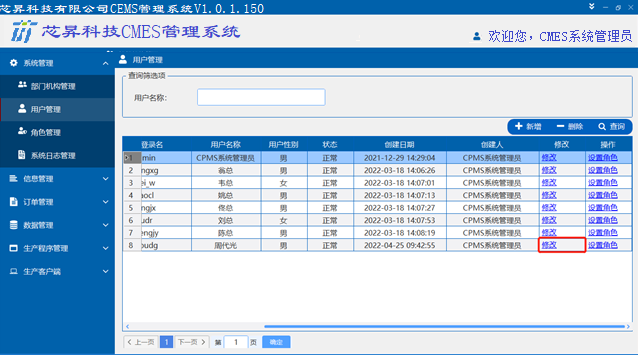 芯昇科技有限公司CEMS管理系统V1.0.1.150
芯昇科技CMES管理系统
欢迎您，CMES系统管理员
系统管理
部门机构管理
用户管理
角色管理
系统日志管理
信息管理
订单管理
数据管理
生产程序管理
生产客户端
用户管理
查询筛选项
用户名称:
新增 删除 查询
登录名 用户名称 用户性别 状态 创建日期 创建人 修改 操作
1 min CPMS系统管理员 男 正常 2021-12-29 14:29:04 CPMS系统管理员 修改 设置角色
2 ngxg 翁总 男 正常 2022-03-18 14:06:26 CPMS系统管理员 修改 设置角色
3 ei_w 韦总 女 正常 2022-03-18 14:07:01 CPMS系统管理员 修改 设置角色
4 aocl 姚总 男 正常 2022-03-18 14:07:13 CPMS系统管理员 修改 设置角色
5 ngjx 佟总 男 正常 2022-03-18 14:07:27 CPMS系统管理员 修改 设置角色
6 udr 刘总 女 正常 2022-03-18 14:07:53 CPMS系统管理员 修改 设置角色
7 engjy 陈总 男 正常 2022-03-18 14:08:19 CPMS系统管理员 修改 设置角色
8 oudg 周代光 男 正常 2022-04-25 09:42:55 CPMS系统管理员 修改 设置角色
上一页 1 下一页 第 1 页 确定